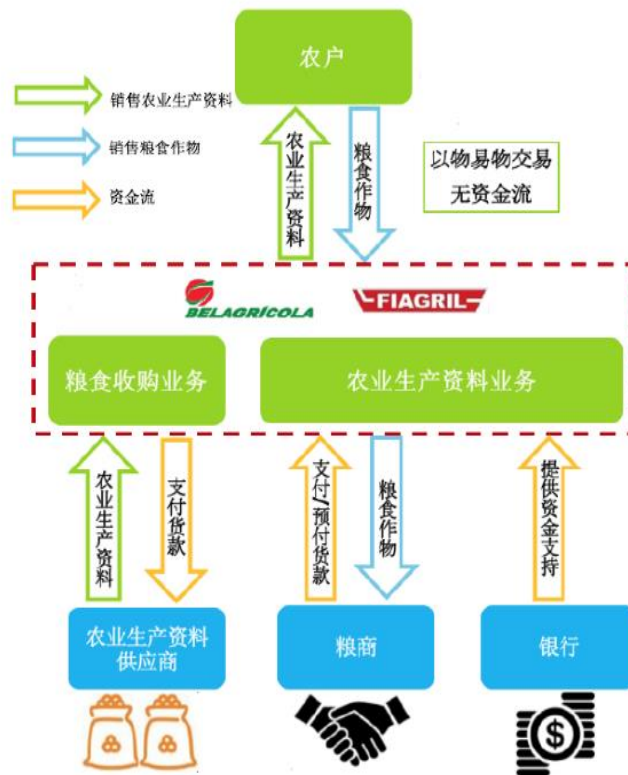 农户
销售农业生产资料
销售粮食作物
资金流
农业生产资料
粮食作物
以物易物交易
无资金流
BELAGRÍCOLA
FIAGRIL
粮食收购业务
农业生产资料业务
农业生产资料
支付货款
支付/预付货款
粮食作物
提供资金支持
农业生产资料
供应商
粮商
银行
$